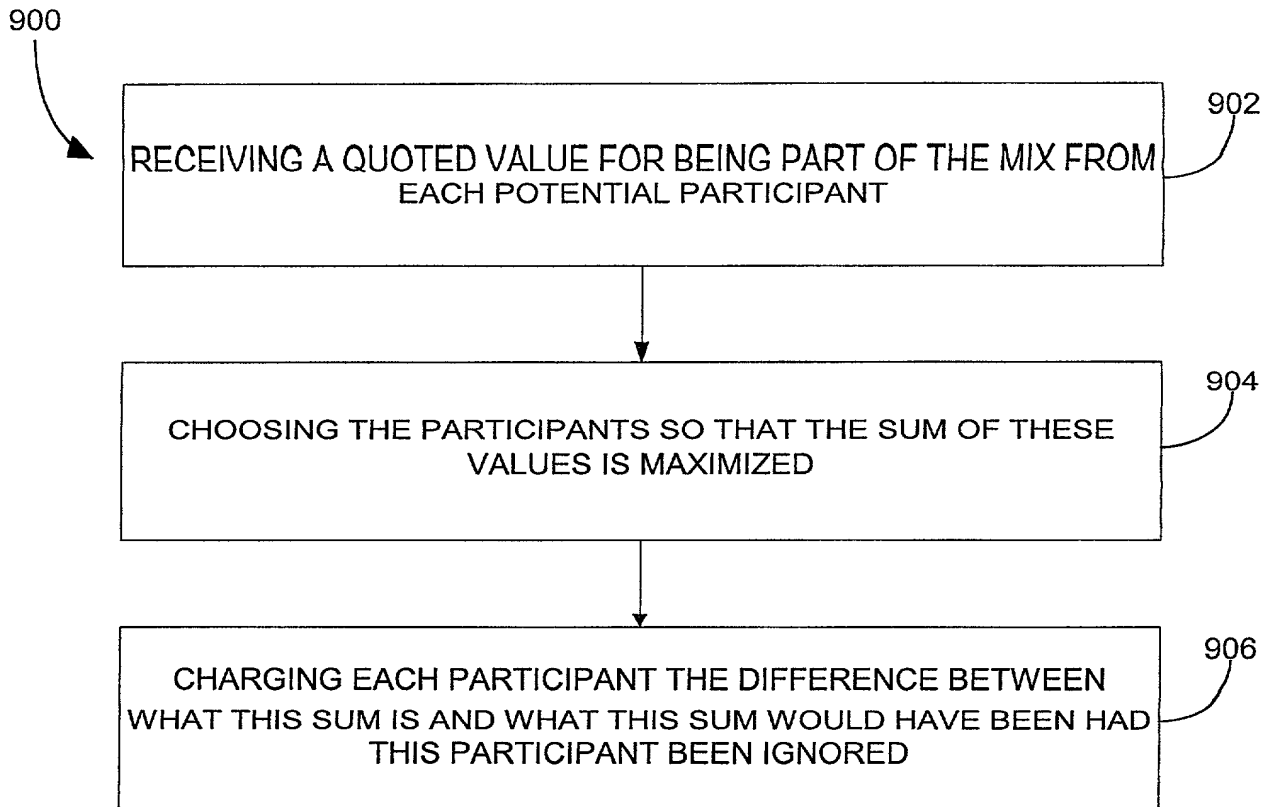 900
902
RECEIVING A QUOTED VALUE FOR BEING PART OF THE MIX FROM
EACH POTENTIAL PARTICIPANT
904
CHOOSING THE PARTICIPANTS SO THAT THE SUM OF THESE
VALUES IS MAXIMIZED
906
CHARGING EACH PARTICIPANT THE DIFFERENCE BETWEEN
WHAT THIS SUM IS AND WHAT THIS SUM WOULD HAVE BEEN HAD
THIS PARTICIPANT BEEN IGNORED